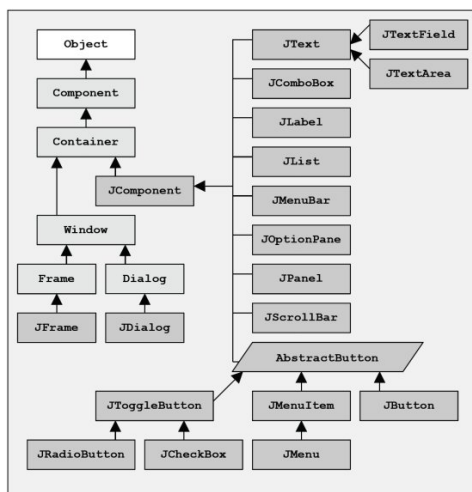 Object
JText
JTextField
JTextArea
Component
JComboBox
Container
JLabel
JList
JComponent
JMenuBar
Window
JOptionPane
Frame
Dialog
JPanel
JFrame
JDialog
JScrollBar
AbstractButton
JToggleButton
JMenuItem
JButton
JRadioButton
JCheckBox
JMenu